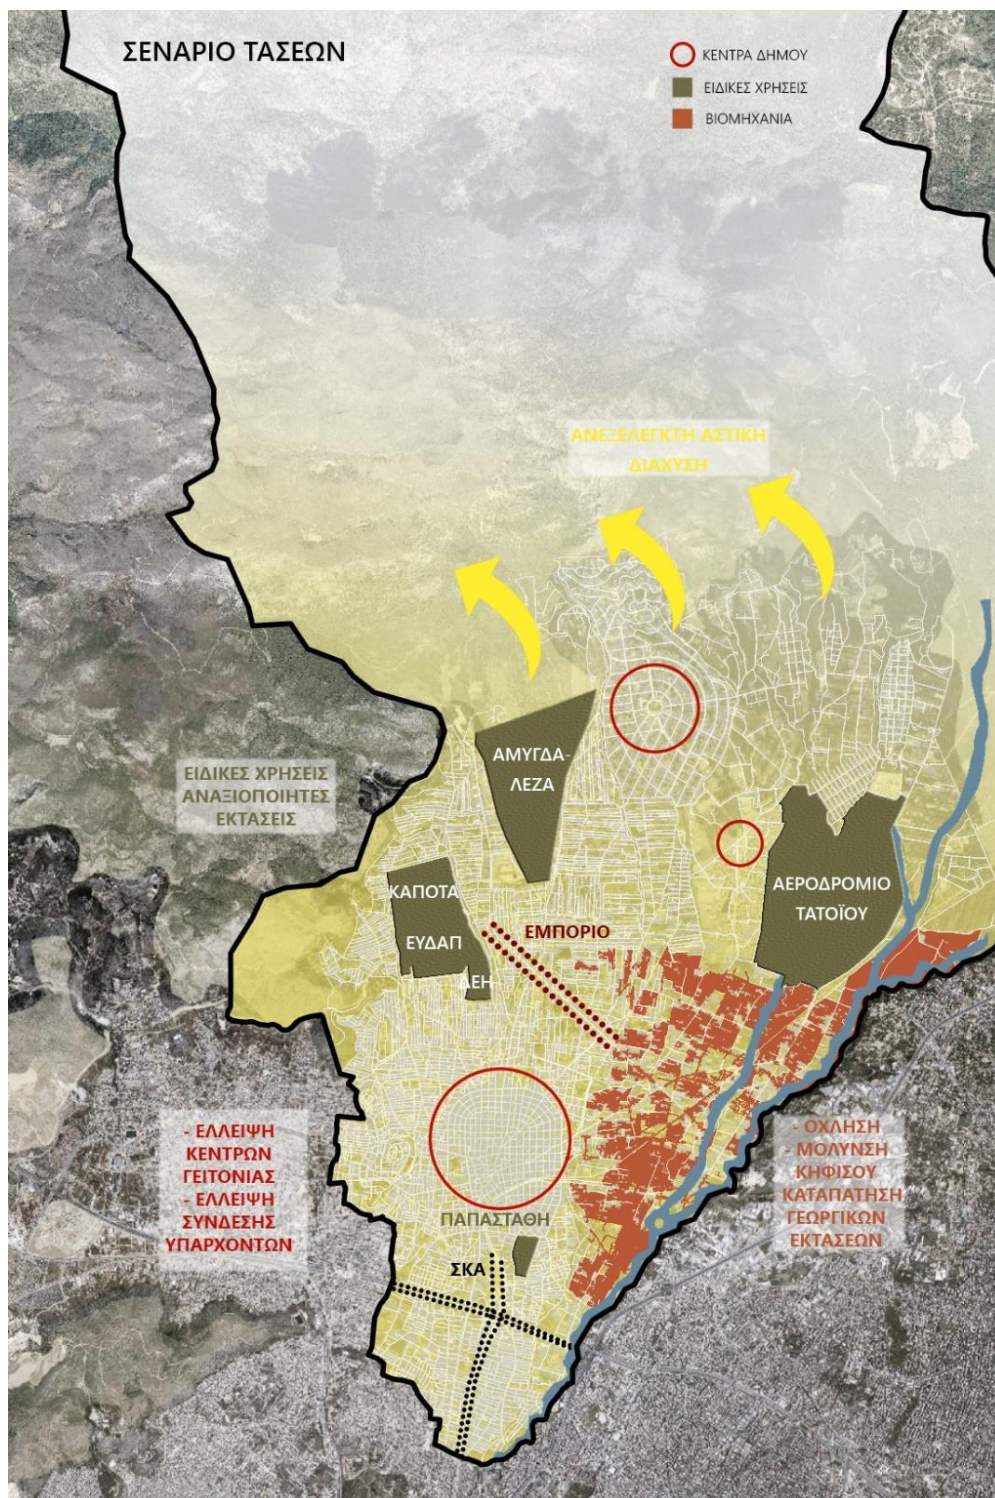 ΣΕΝΑΡΙΟ ΤΑΣΕΩΝ
ΚΕΝΤΡΑ ΔΗΜΟΥ
ΕΙΔΙΚΕΣ ΧΡΗΣΕΙΣ
ΒΙΟΜΗΧΑΝΙΑ
ΑΝΕΞΕΛΕΓΚΤΗ ΑΣΤΙΚΗ
ΔΙΑΧΥΣΗ
ΕΙΔΙΚΕΣ ΧΡΗΣΕΙΣ
ΑΝΑΞΙΟΠΟΙΗΤΕΣ
ΕΚΤΑΣΕΙΣ
ΑΜΥΓΔΑ-
ΛΕΖΑ
ΑΕΡΟΔΡΟΜΙΟ
ΤΑΤΟΪΟΥ
ΚΑΠΟΤΑ
ΕΥΔΑΠ
ΔΕΗ
ΕΜΠΟΡΙΟ
- ΕΛΛΕΙΨΗ
ΚΕΝΤΡΩΝ
ΓΕΙΤΟΝΙΑΣ
- ΕΛΛΕΙΨΗ
ΣΥΝΔΕΣΗΣ
ΥΠΑΡΧΟΝΤΩΝ
- ΟΧΛΗΣΗ
- ΜΟΛΥΝΣΗ
ΚΗΦΙΣΟΥ
ΚΑΤΑΠΑΤΗΣΗ
ΓΕΩΡΓΙΚΩΝ
ΕΚΤΑΣΕΩΝ
ΠΑΠΑΣΤΑΘΗ
ΣΚΑ